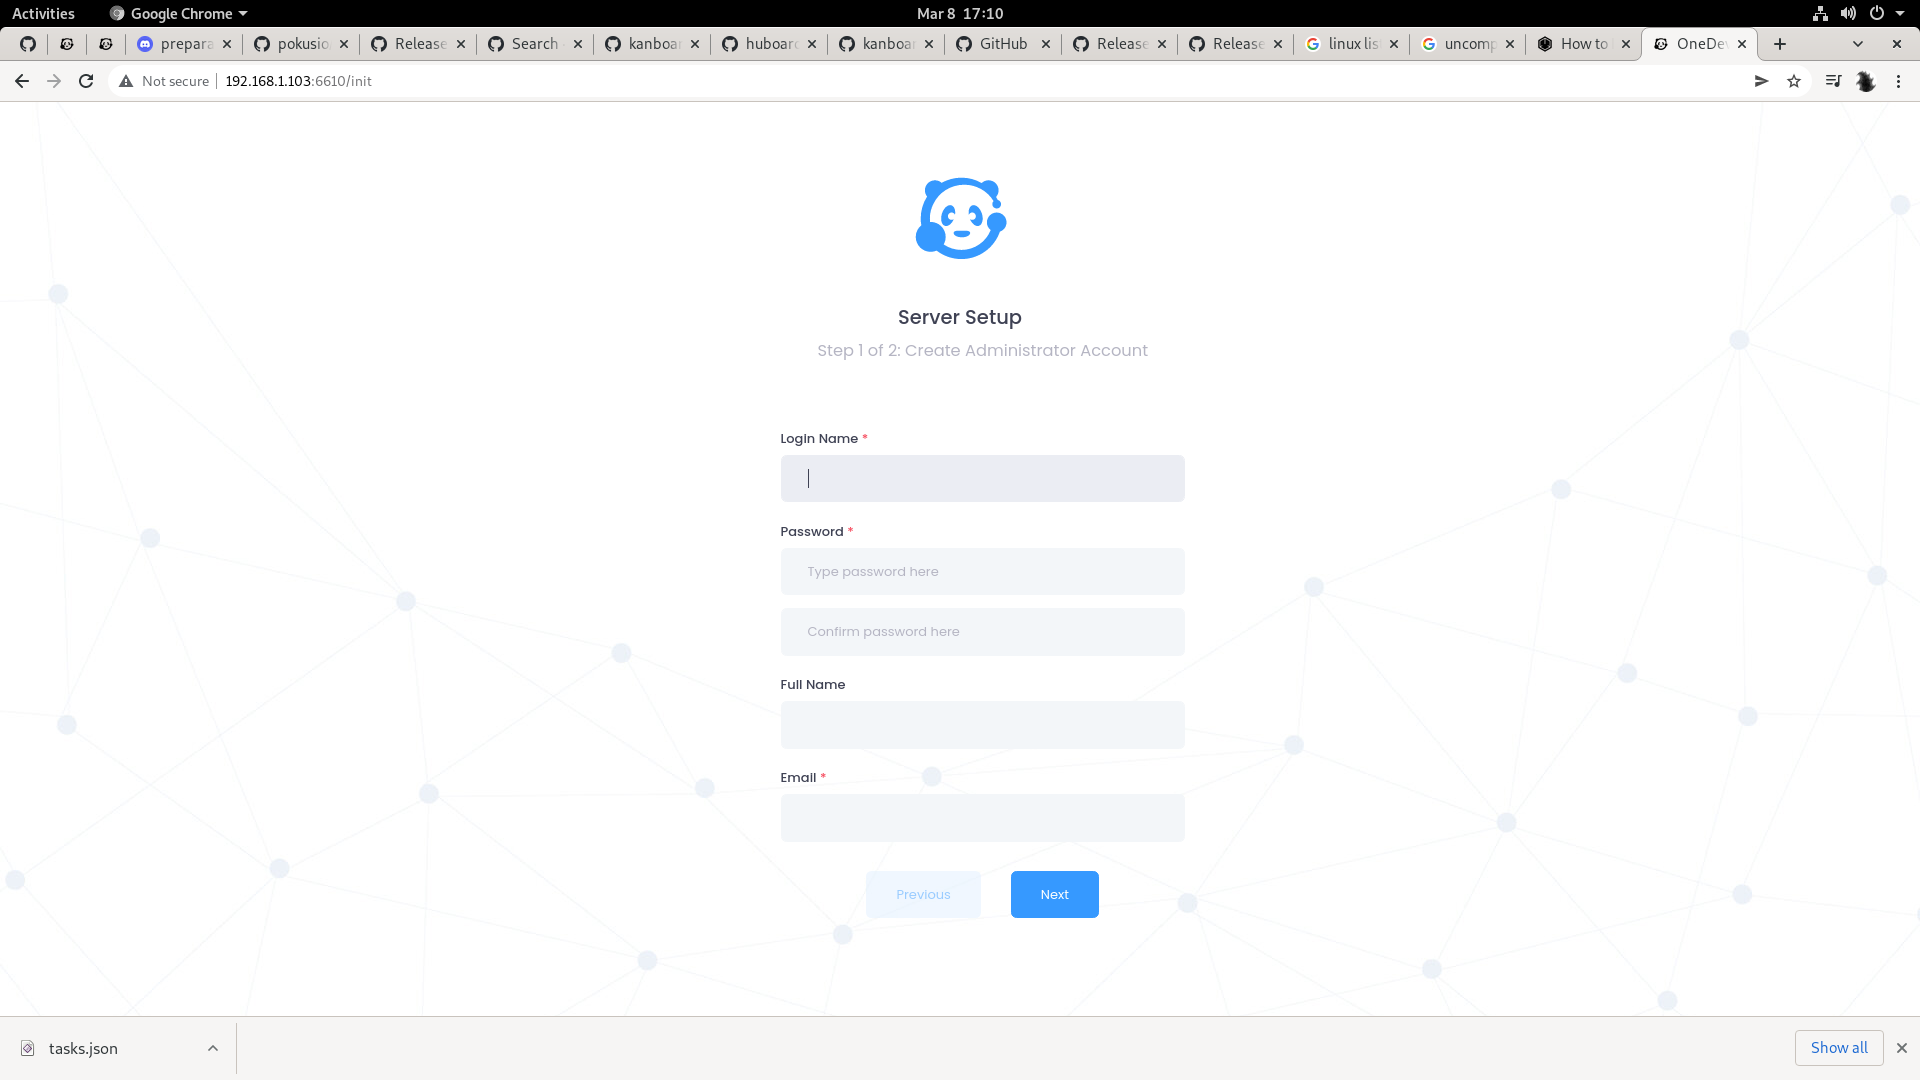 Activities
Google Chrome
Mar 8 17:10
prepara
pokusio
Release
Search
kanboar
huboard
kanboar
GitHub
Release
Release
linux lis
uncomp
How to
OneDev
Not secure
192.168.1.103:6610/init
Server Setup
Step 1 of 2: Create Administrator Account
Login Name *
Password *
Type password here
Confirm password here
Full Name
Email *
Previous
Next
tasks.json
Show all